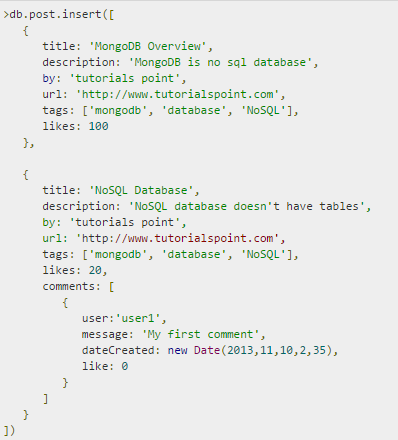 >db.post.insert([
   {
      title: 'MongoDB Overview',
      description: 'MongoDB is no sql database',
      by: 'tutorials point',
      url: 'http://www.tutorialspoint.com',
      tags: ['mongodb', 'database', 'NoSQL'],
      likes: 100
   },
   {
      title: 'NoSQL Database',
      description: 'NoSQL database doesn't have tables',
      by: 'tutorials point',
      url: 'http://www.tutorialspoint.com',
      tags: ['mongodb', 'database', 'NoSQL'],
      likes: 20,
      comments: [
         {
            user:'user1',
            message: 'My first comment',
            dateCreated: new Date(2013,11,10,2,35),
            like: 0
         }
      ]
   }
])